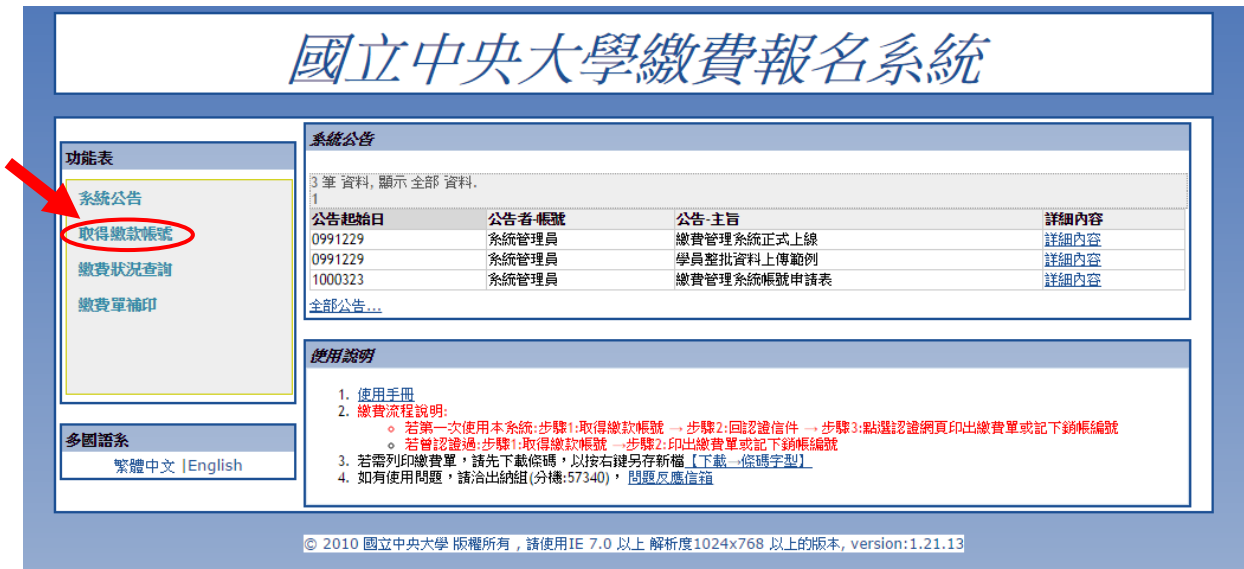 國立中央大學繳費報名系統
功能表
系統公告
取得繳款帳號
繳費狀況查詢
繳費單補印
多國語系
繁體中文 |English
系統公告
3 筆 資料, 顯示 全部 資料.
1
公告起始日 公告者-帳號 公告-主旨 詳細內容
0991229 系統管理員 繳費管理系統正式上線 詳細內容
0991229 系統管理員 學員整批資料上傳範例 詳細內容
1000323 系統管理員 繳費管理系統帳號申請表 詳細內容
全部公告...
使用說明
1. 使用手冊
2. 繳費流程說明:
○ 若第一次使用本系統:步驟1:取得繳款帳號 → 步驟2:回認證信件 → 步驟3:點選認證網頁印出繳費單或記下銷帳編號
○ 若曾認證過:步驟1:取得繳款帳號 →步驟2:印出繳費單或記下銷帳編號
3. 若需列印繳費單，請先下載條碼，以按右鍵另存新檔【下載→條碼字型】
4. 如有使用問題，請洽出納組(分機:57340)， 問題反應信箱
© 2010 國立中央大學 版權所有 , 請使用IE 7.0 以上 解析度1024x768 以上的版本, version:1.21.13